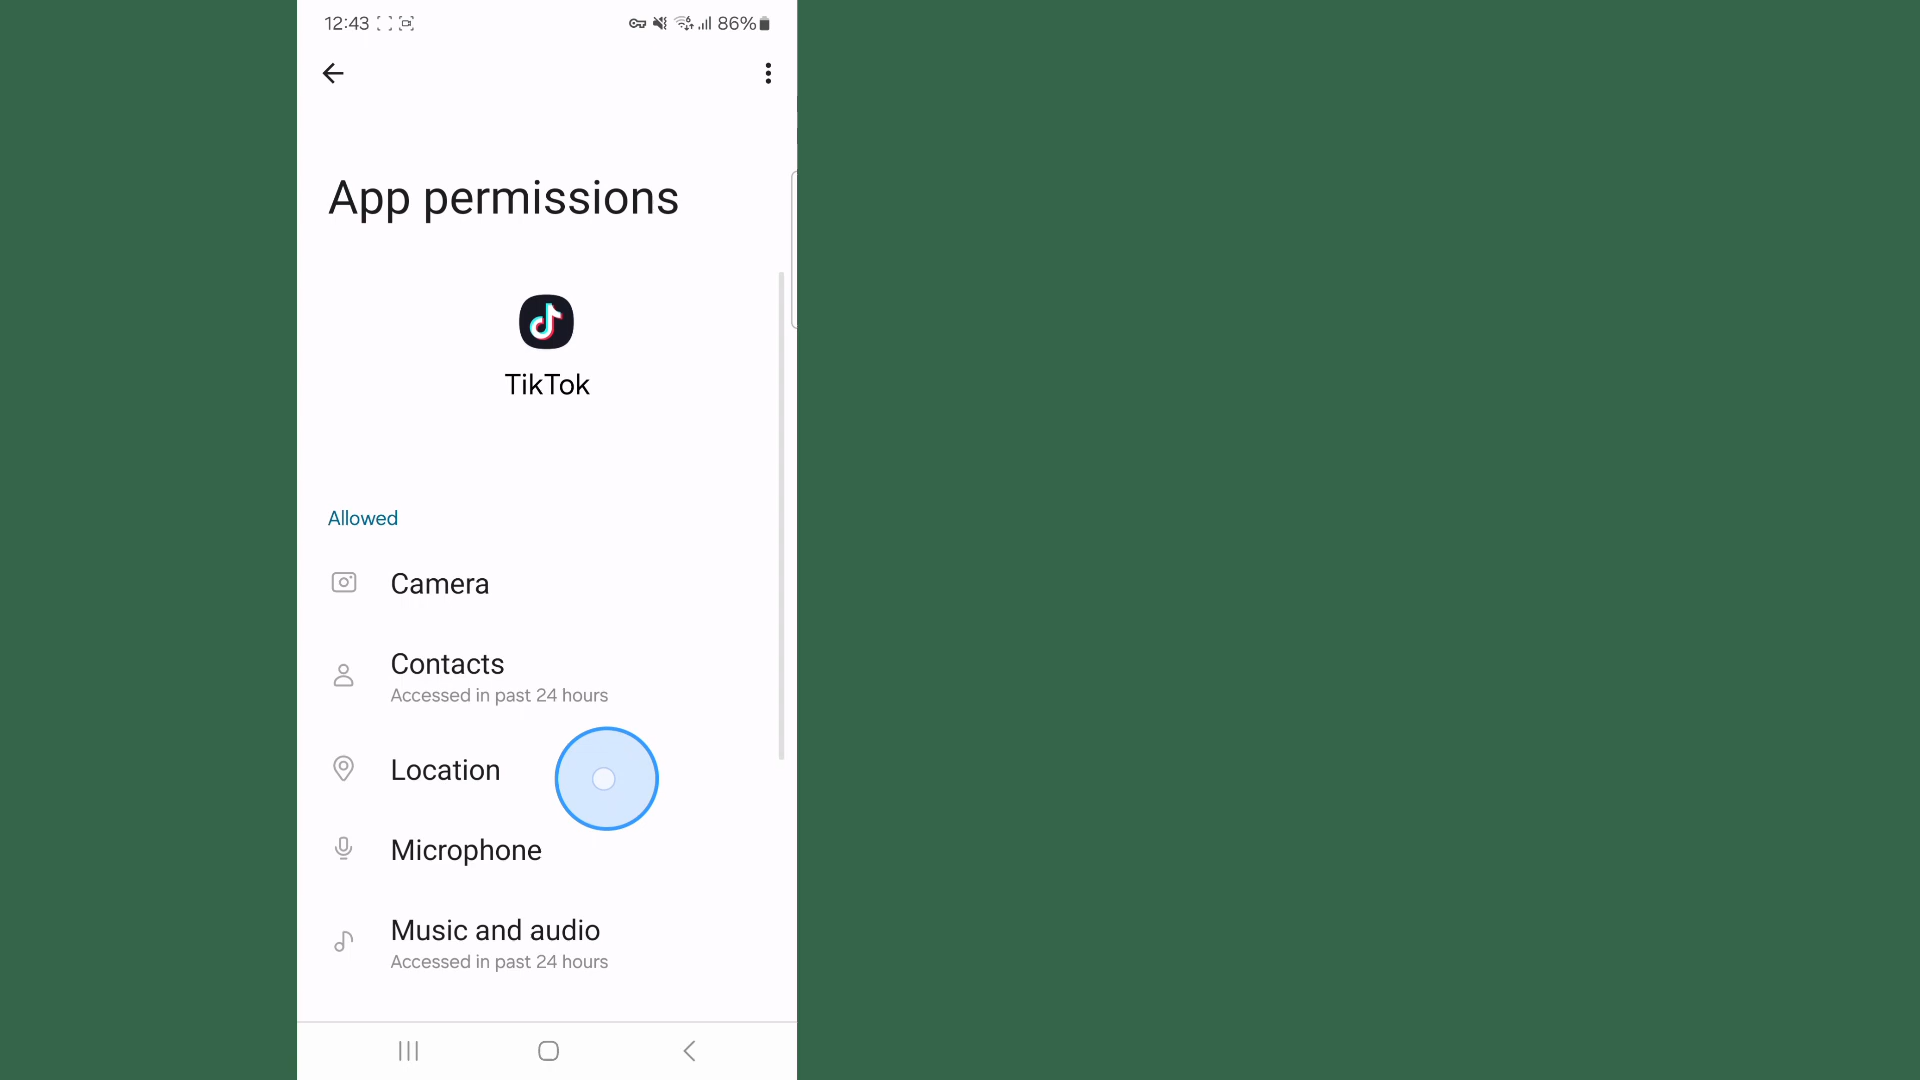 12:43 86%
App permissions
TikTok
Allowed
Camera
Contacts
Accessed in past 24 hours
Location
Microphone
Music and audio
Accessed in past 24 hours